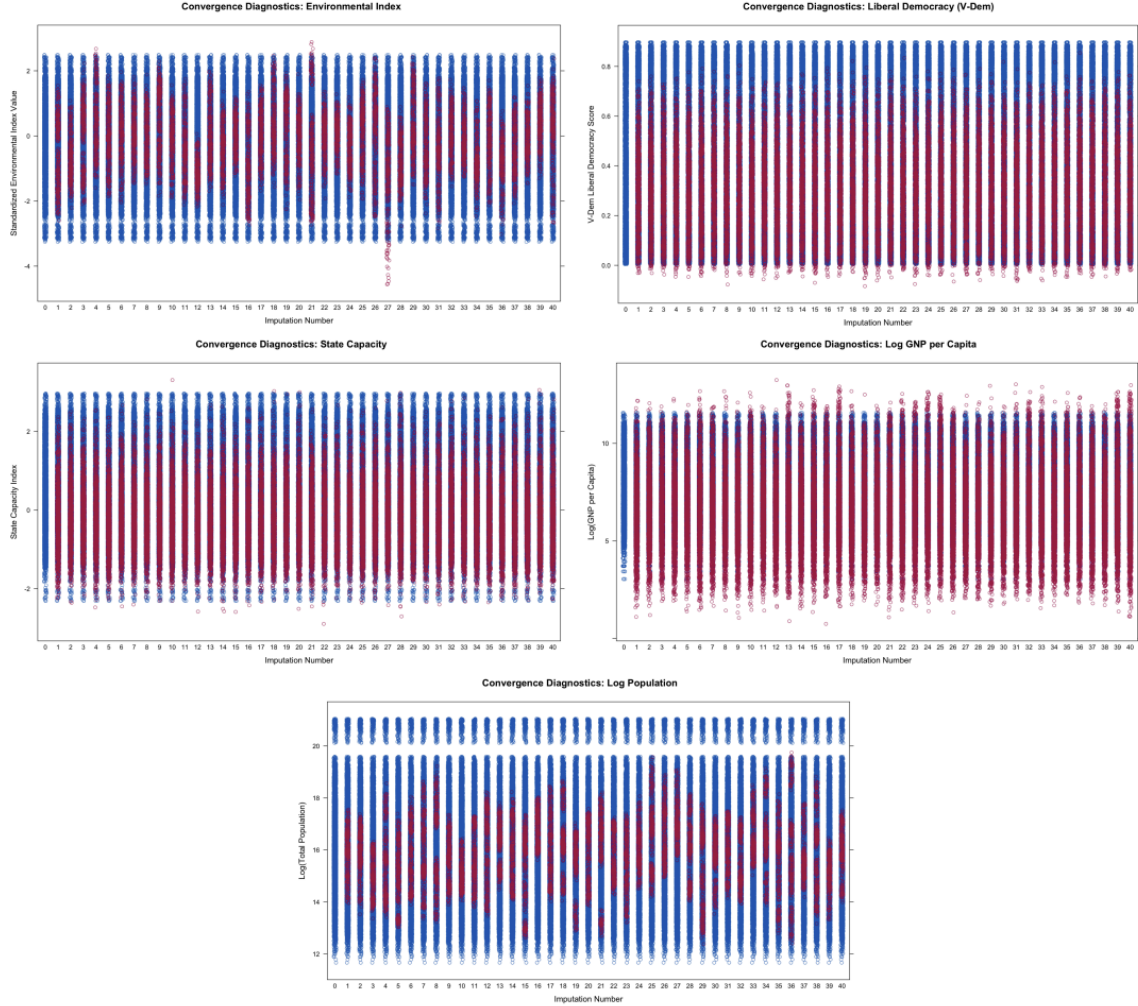 Convergence Diagnostics: Environmental Index
Standardized Environmental Index Value
2
0
-2
-4
0 1 2 3 4 5 6 7 8 9 10 11 12 13 14 15 16 17 18 19 20 21 22 23 24 25 26 27 28 29 30 31 32 33 34 35 36 37 38 39 40
Imputation Number
Convergence Diagnostics: Liberal Democracy (V-Dem)
V-Dem Liberal Democracy Score
0.8
0.6
0.4
0.2
0.0
0 1 2 3 4 5 6 7 8 9 10 11 12 13 14 15 16 17 18 19 20 21 22 23 24 25 26 27 28 29 30 31 32 33 34 35 36 37 38 39 40
Imputation Number
Convergence Diagnostics: State Capacity
State Capacity Index
2
0
-2
0 1 2 3 4 5 6 7 8 9 10 11 12 13 14 15 16 17 18 19 20 21 22 23 24 25 26 27 28 29 30 31 32 33 34 35 36 37 38 39 40
Imputation Number
Convergence Diagnostics: Log GNP per Capita
Log(GNP per Capita)
10
5
0 1 2 3 4 5 6 7 8 9 10 11 12 13 14 15 16 17 18 19 20 21 22 23 24 25 26 27 28 29 30 31 32 33 34 35 36 37 38 39 40
Imputation Number
Convergence Diagnostics: Log Population
Log(Total Population)
20
18
16
14
12
0 1 2 3 4 5 6 7 8 9 10 11 12 13 14 15 16 17 18 19 20 21 22 23 24 25 26 27 28 29 30 31 32 33 34 35 36 37 38 39 40
Imputation Number